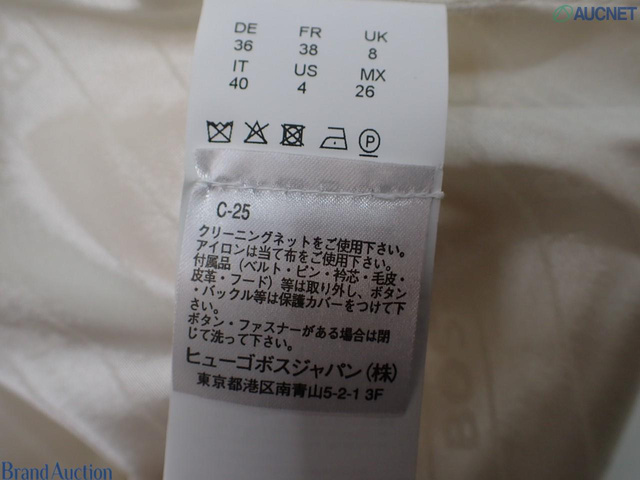 AUCNET
DE FR UK
36 38 8
IT US MX
40 4 26
P
C-25
クリーニングネットをご使用下さい。
アイロンは当て布をご使用下さい。
付属品（ベルト・ピン・衿芯・毛皮・
皮革・フード）等は取り外し、ボタン
・バックル等は保護カバーをつけて下
さい。
ボタン・ファスナーがある場合は閉
じて洗って下さい。
ヒューゴボスジャパン(株)
東京都港区南青山5-2-1 3F
Brand Auction